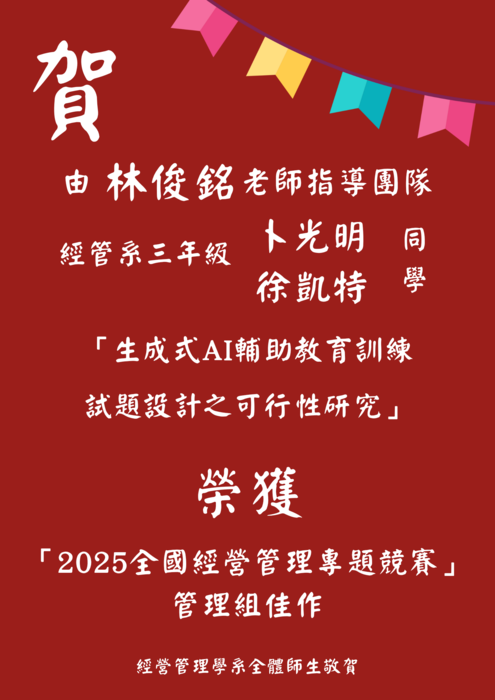 賀
由 林俊銘老師指導團隊
經管系三年級 卜光明 徐凱特 同學
「生成式AI輔助教育訓練
試題設計之可行性研究」
榮獲
「2025全國經營管理專題競賽」
管理組佳作
經營管理學系全體師生敬賀